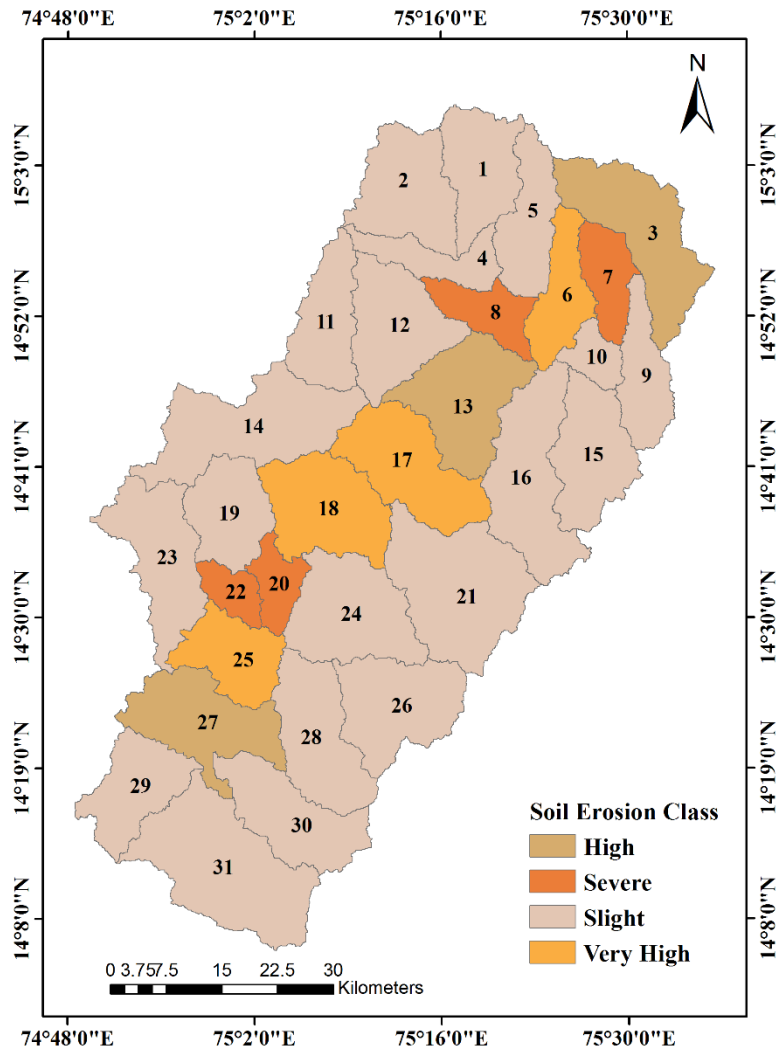 74°48'0"E 75°2'0"E 75°16'0"E 75°30'0"E
N
15°3'0"N 15°3'0"N
1
2
5
3
4
7
6
14°52'0"N 14°52'0"N
8
11
12
10
9
13
14
15
17
14°41'0"N 14°41'0"N
16
18
19
23
20
22
21
24
14°30'0"N 14°30'0"N
25
26
27
28
14°19'0"N 14°19'0"N
29
30
31
Soil Erosion Class
High
Severe
Slight
Very High
14°8'0"N 14°8'0"N
0 3.757.5 15 22.5 30
Kilometers
74°48'0"E 75°2'0"E 75°16'0"E 75°30'0"E